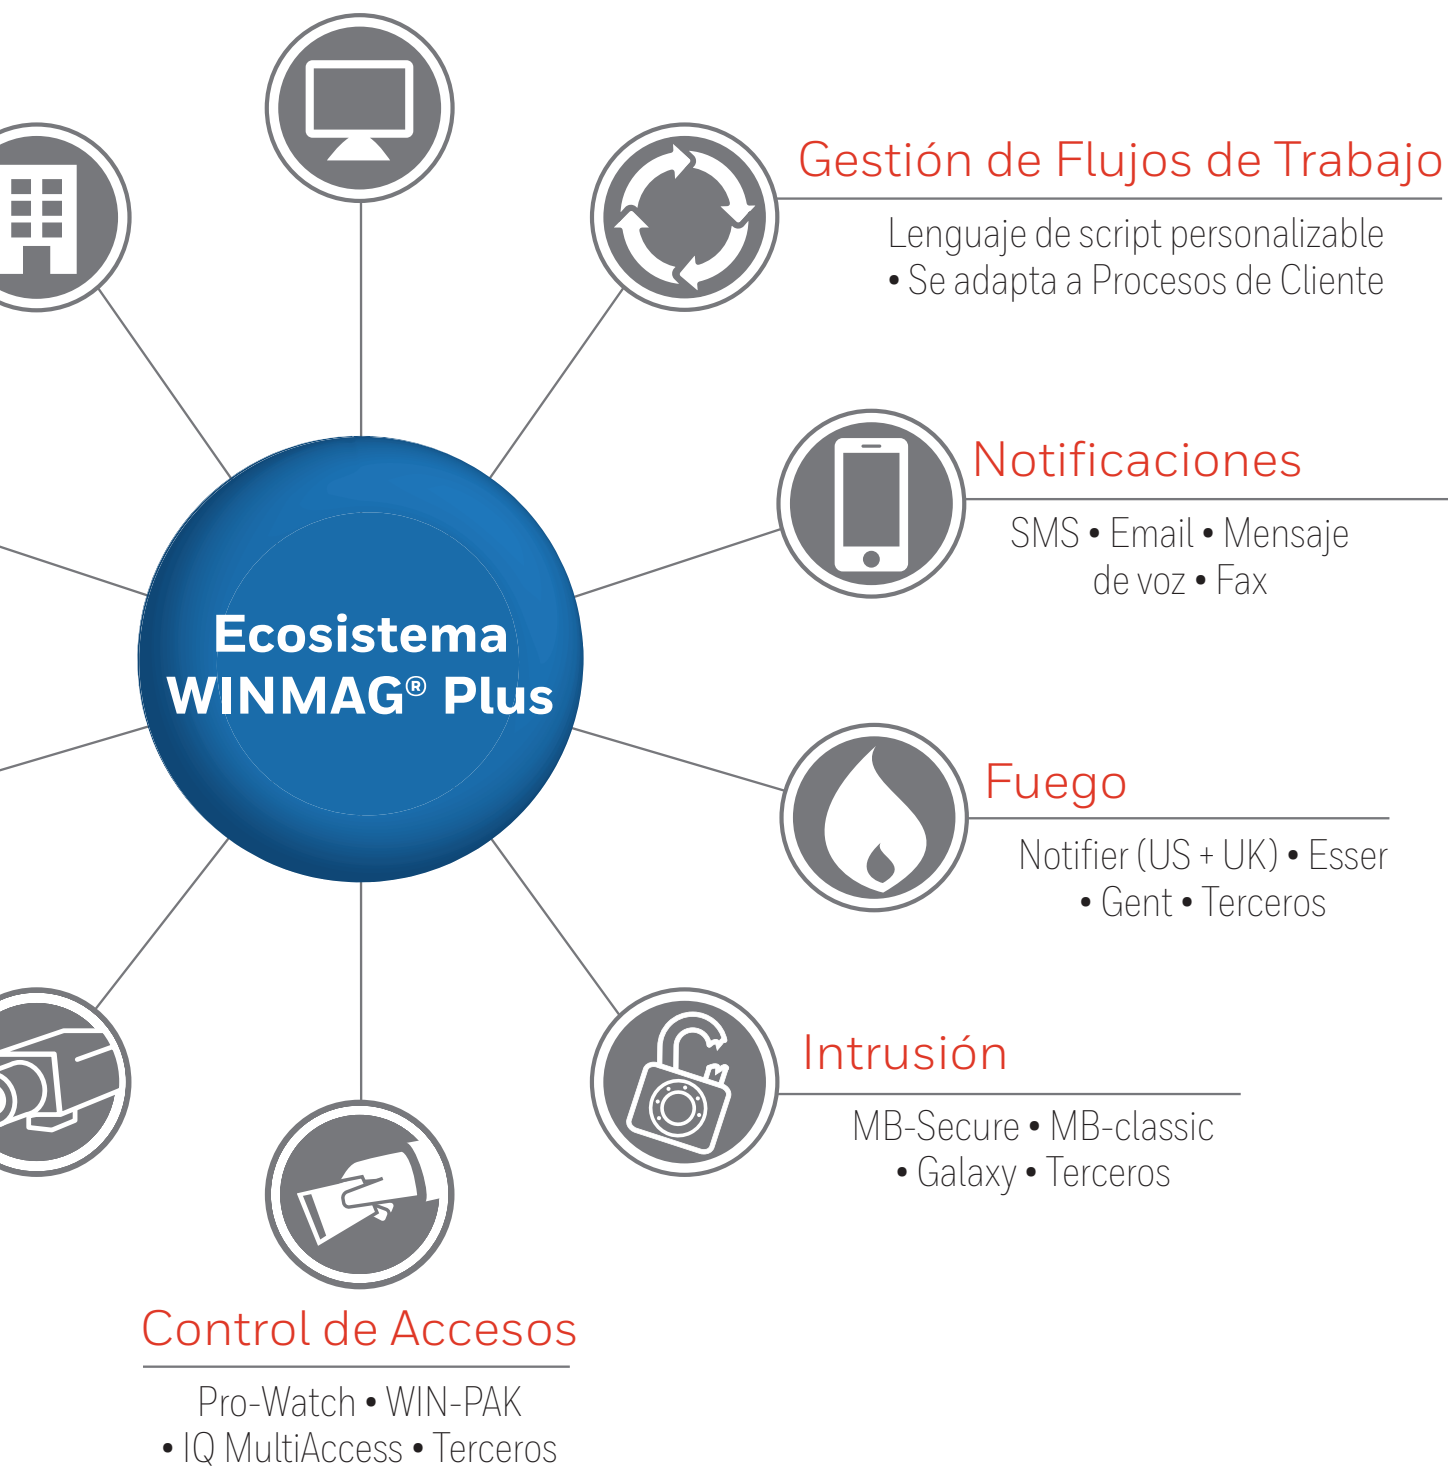 Gestión de Flujos de Trabajo
Lenguaje de script personalizable
• Se adapta a Procesos de Cliente
Notificaciones
SMS • Email • Mensaje
de voz • Fax
Ecosistema
WINMAG® Plus
Fuego
Notifier (US + UK) • Esser
• Gent • Terceros
Intrusión
MB-Secure • MB-classic
• Galaxy • Terceros
Control de Accesos
Pro-Watch • WIN-PAK
• IQ MultiAccess • Terceros